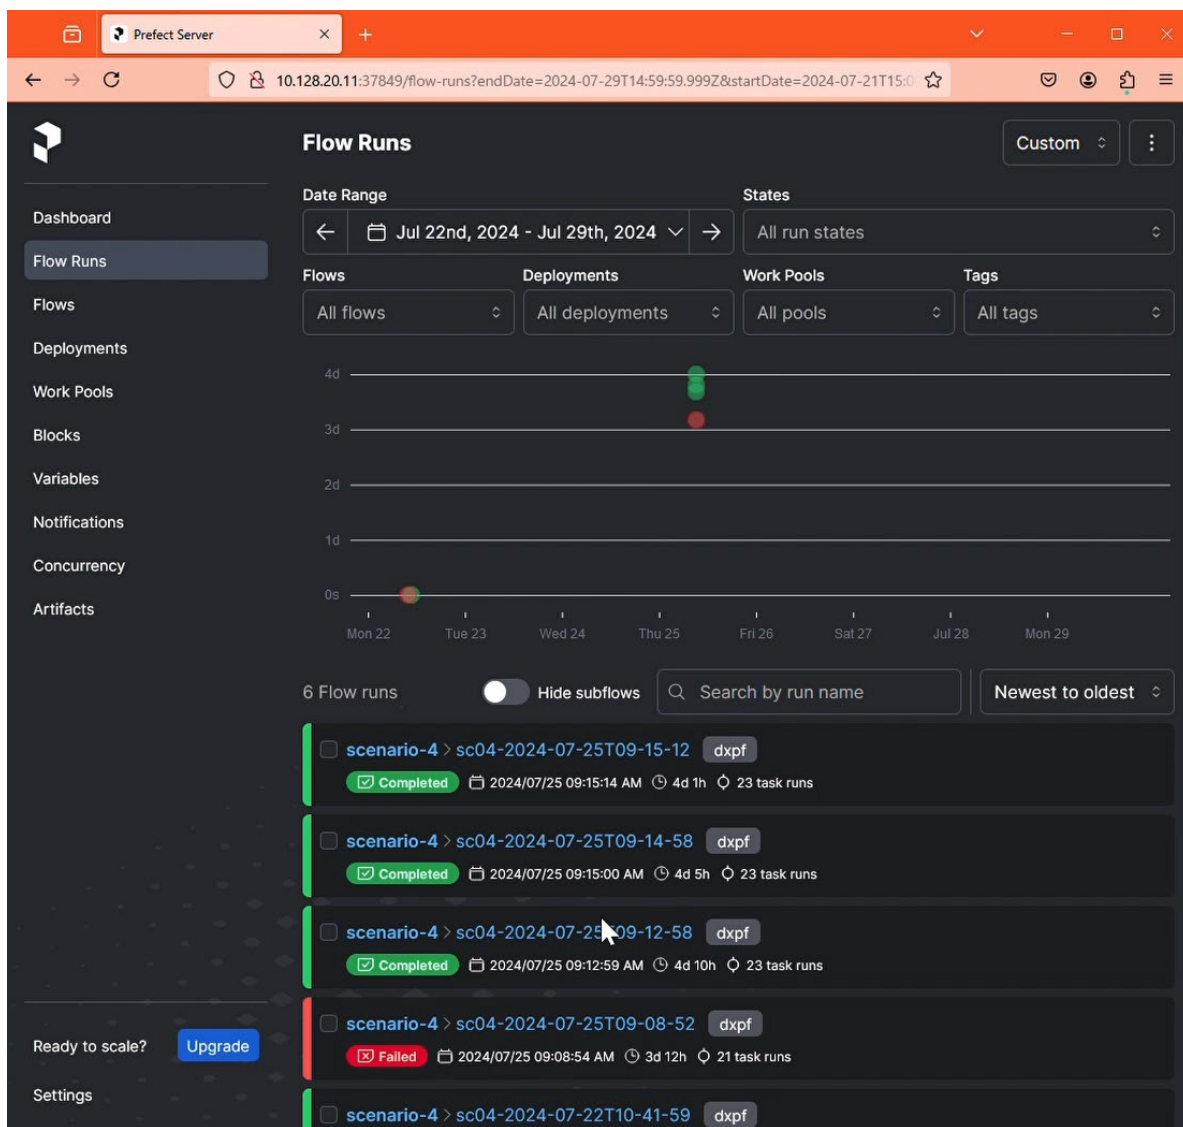 Prefect Server
10.128.20.11:37849/flow-runs?endDate=2024-07-29T14:59:59.999Z&startDate=2024-07-21T15:0
Flow Runs
Custom
Dashboard
Flow Runs
Flows
Deployments
Work Pools
Blocks
Variables
Notifications
Concurrency
Artifacts
Date Range
States
Jul 22nd, 2024 - Jul 29th, 2024
All run states
Flows
Deployments
Work Pools
Tags
All flows
All deployments
All pools
All tags
4d
3d
2d
1d
0s
Mon 22
Tue 23
Wed 24
Thu 25
Fri 26
Sat 27
Jul 28
Mon 29
6 Flow runs
Hide subflows
Search by run name
Newest to oldest
scenario-4 > sc04-2024-07-25T09-15-12 dxpf
Completed 2024/07/25 09:15:14 AM 4d 1h 23 task runs
scenario-4 > sc04-2024-07-25T09-14-58 dxpf
Completed 2024/07/25 09:15:00 AM 4d 5h 23 task runs
scenario-4 > sc04-2024-07-25T09-12-58 dxpf
Completed 2024/07/25 09:12:59 AM 4d 10h 23 task runs
scenario-4 > sc04-2024-07-25T09-08-52 dxpf
Failed 2024/07/25 09:08:54 AM 3d 12h 21 task runs
scenario-4 > sc04-2024-07-22T10-41-59 dxpf
Ready to scale?
Upgrade
Settings